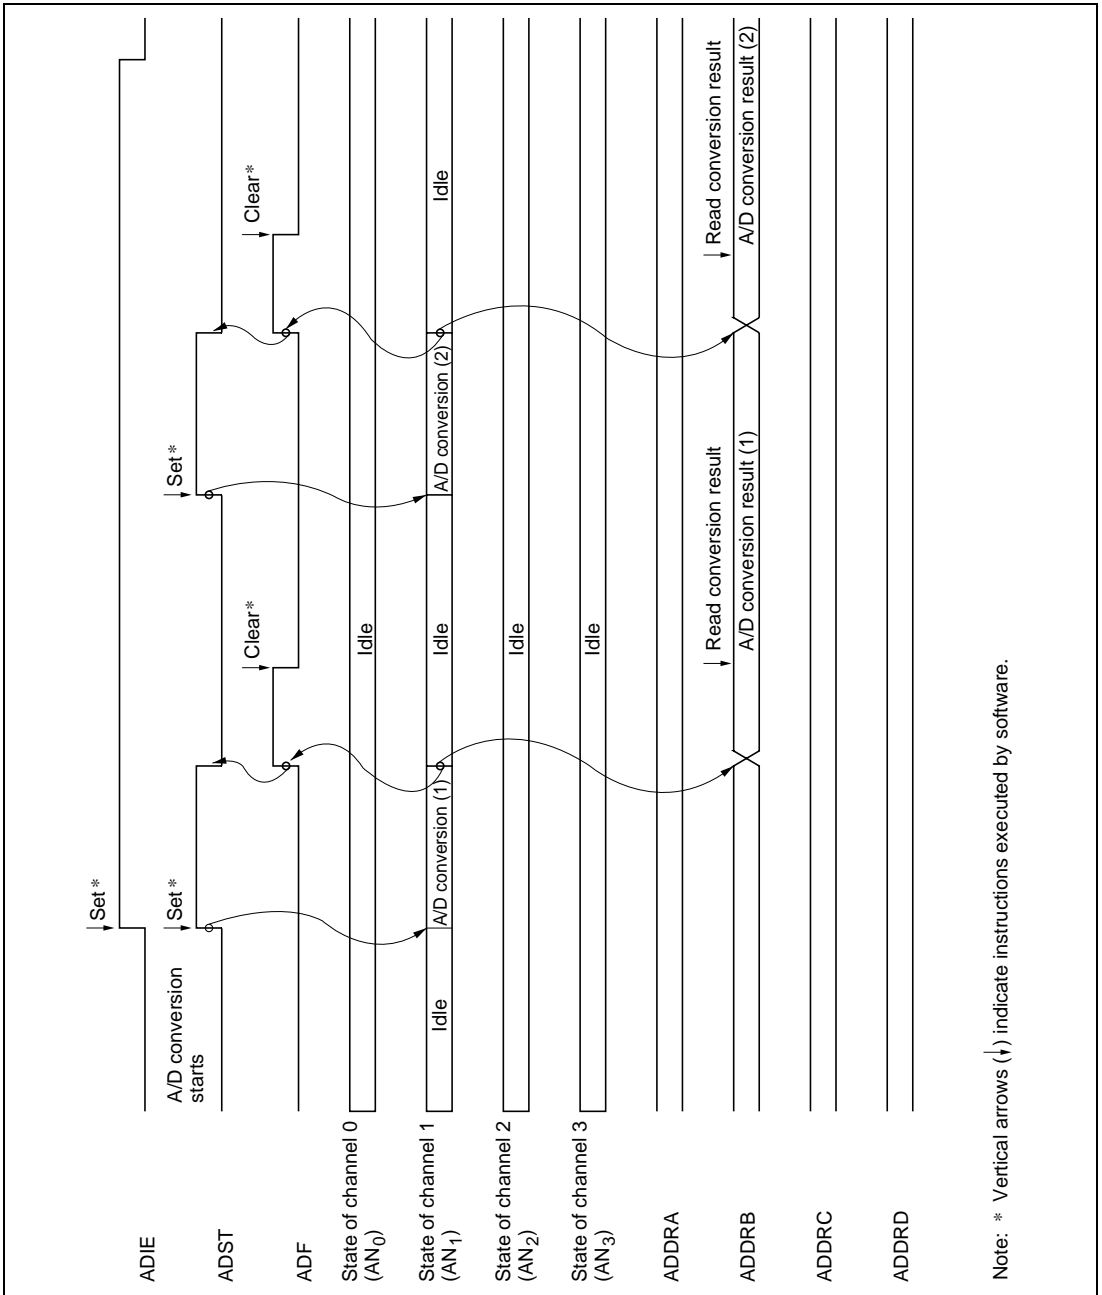 ADIE
Set*
ADST
A/D conversion
starts
Set*
Set*
ADF
Clear*
Clear*
State of channel 0
(AN0)
Idle
State of channel 1
(AN1)
Idle
A/D conversion (1)
Idle
A/D conversion (2)
Idle
State of channel 2
(AN2)
Idle
State of channel 3
(AN3)
Idle
ADDRA
ADDRB
Read conversion result
A/D conversion result (1)
Read conversion result
A/D conversion result (2)
ADDRC
ADDRD
Note: * Vertical arrows (↓) indicate instructions executed by software.